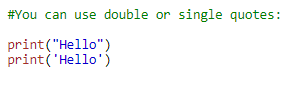 #You can use double or single quotes:
print("Hello")
print('Hello')